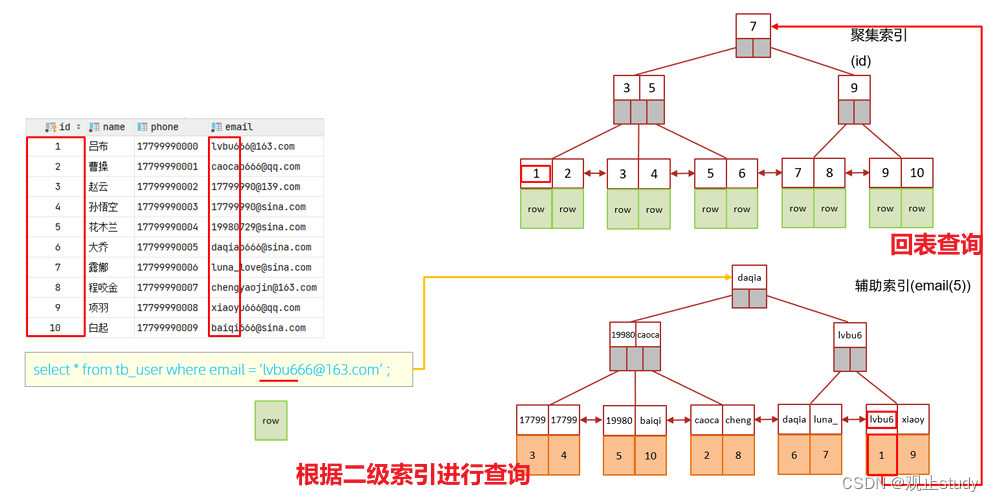 7
聚集索引
(id)
3 5
9
1 2 3 4 5 6 7 8 9 10
row row row row row row row row row row
回表查询
id name phone email
1 吕布 17799990000 lvbu666@163.com
2 曹操 17799990001 caocao666@qq.com
3 赵云 17799990002 17799990@139.com
4 孙悟空 17799990003 17799990@sina.com
5 花木兰 17799990004 19980729@sina.com
6 大乔 17799990005 daqiao666@sina.com
7 露娜 17799990006 luna_love@sina.com
8 程咬金 17799990007 chengyaojin@163.com
9 项羽 17799990008 xiaoyu666@qq.com
10 白起 17799990009 baiqi666@sina.com
select * from tb_user where email = ‘lvbu666@163.com’ ;
row
daqia
辅助索引(email(5))
19980 caoca
lvbu6
17799 17799 19980 baiqi caoca cheng daqia luna_ lvbu6 xiaoy
3 4 5 10 2 8 6 7 1 9
根据二级索引进行查询
CSDN @观止study